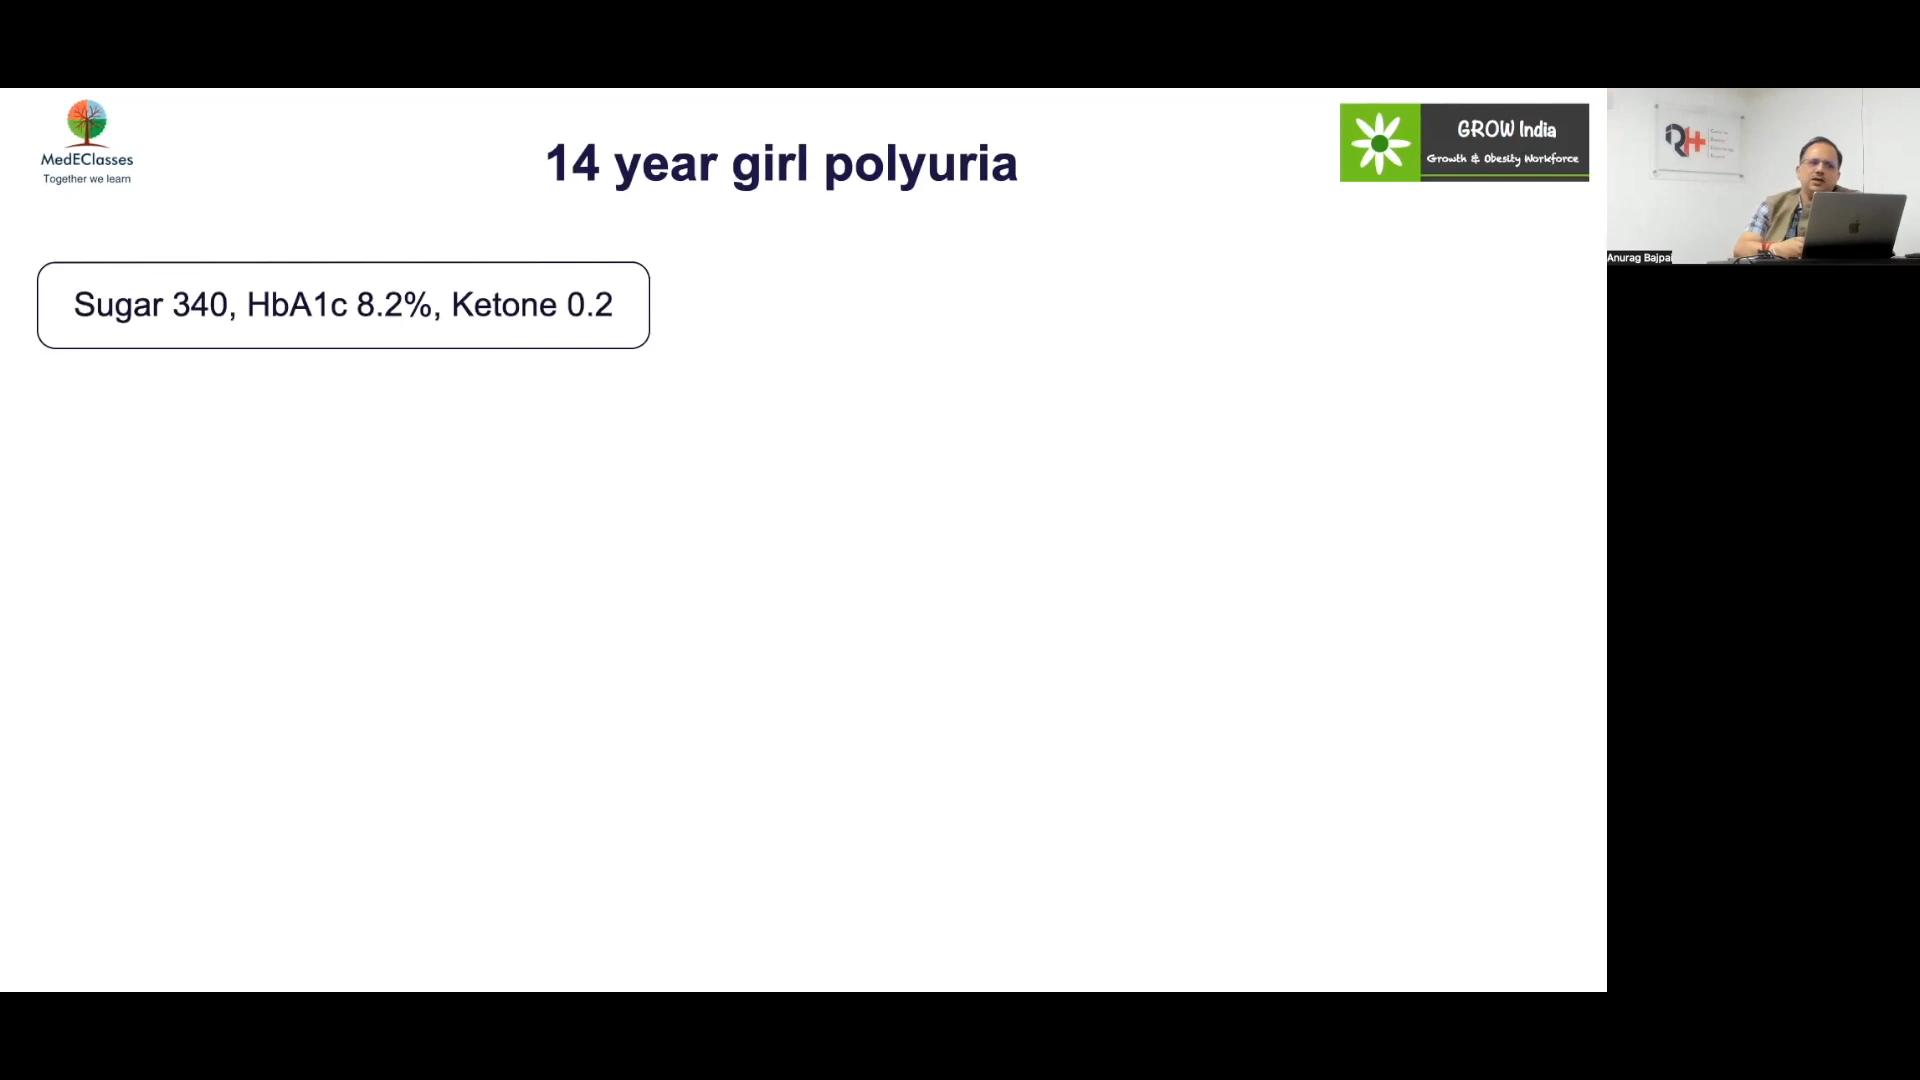 MedEClasses
Together we learn
14 year girl polyuria
GROW India
Growth & Obesity Workforce
Sugar 340, HbA1c 8.2%, Ketone 0.2
Anurag Bajpai